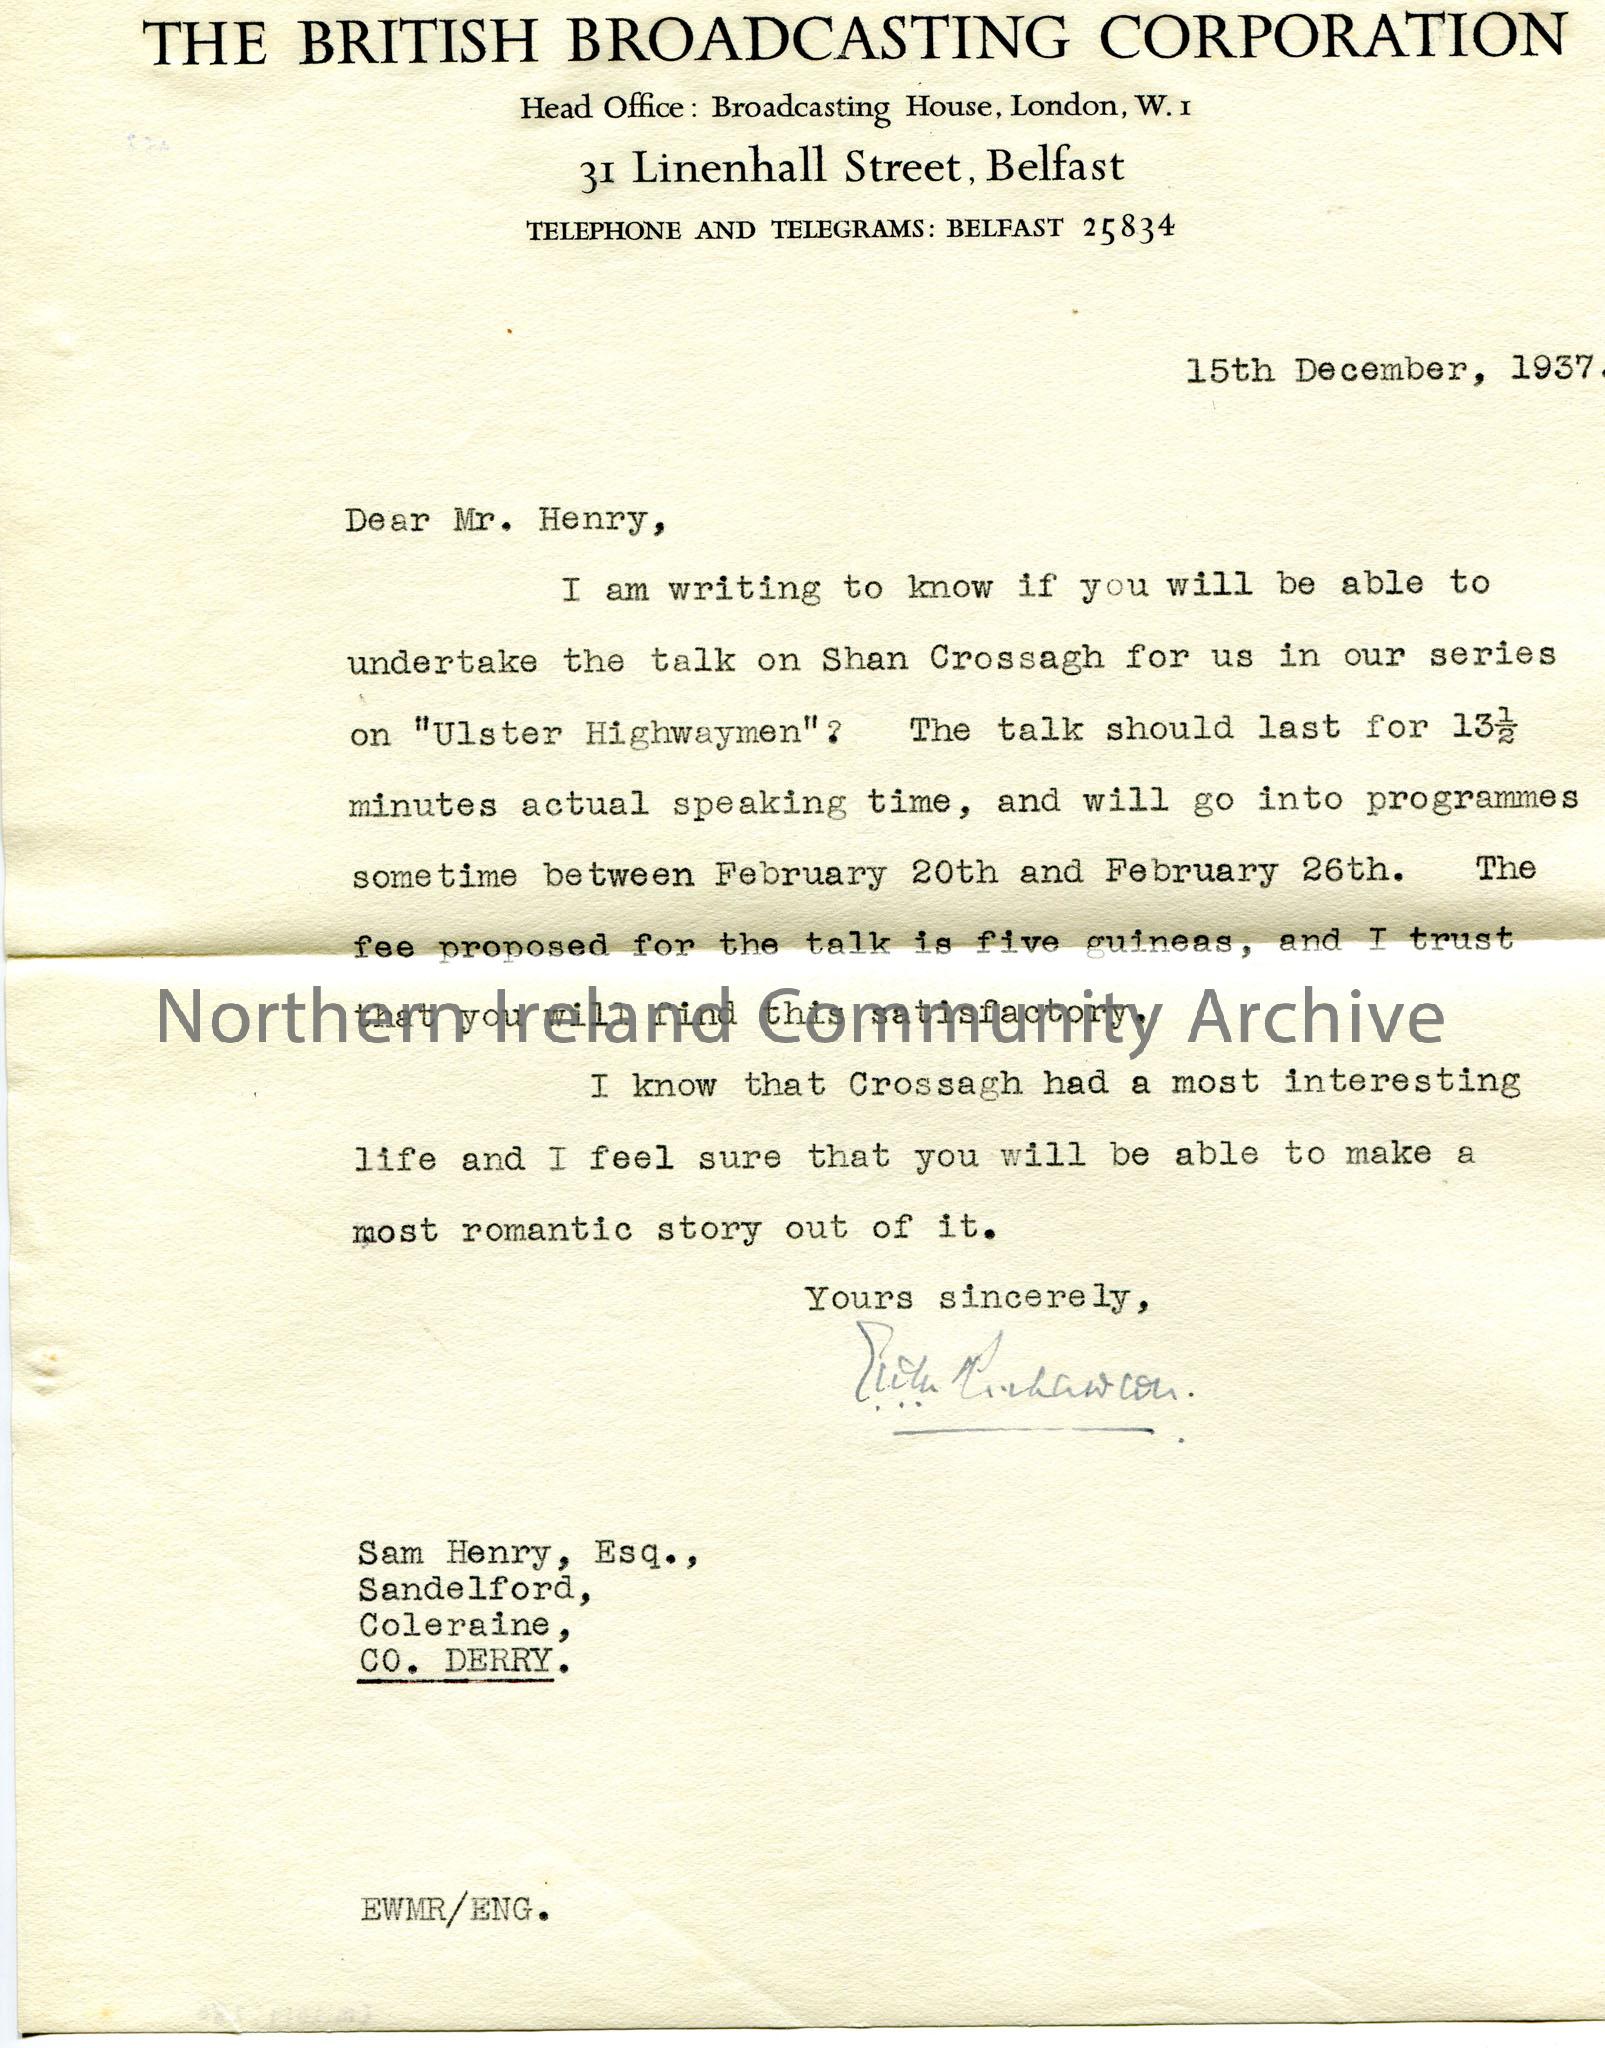 THE BRITISH BROADCASTING CORPORATION
Head Office: Broadcasting House, London, W.1
31 Linenhall Street, Belfast
TELEPHONE AND TELEGRAMS: BELFAST 25834
15th December, 1937.
Dear Mr. Henry,
I am writing to know if you will be able to
undertake the talk on Shan Crossagh for us in our series
on "Ulster Highwaymen"? The talk should last for 13½
minutes actual speaking time, and will go into programmes
sometime between February 20th and February 26th. The
fee proposed for the talk is five guineas, and I trust
that you will find this satisfactory.
Northern Ireland Community Archive
I know that Crossagh had a most interesting
life and I feel sure that you will be able to make a
most romantic story out of it.
Yours sincerely,
Sam Henry, Esq.,
Sandelford,
Coleraine,
CO. DERRY.
EWMR/ENG.